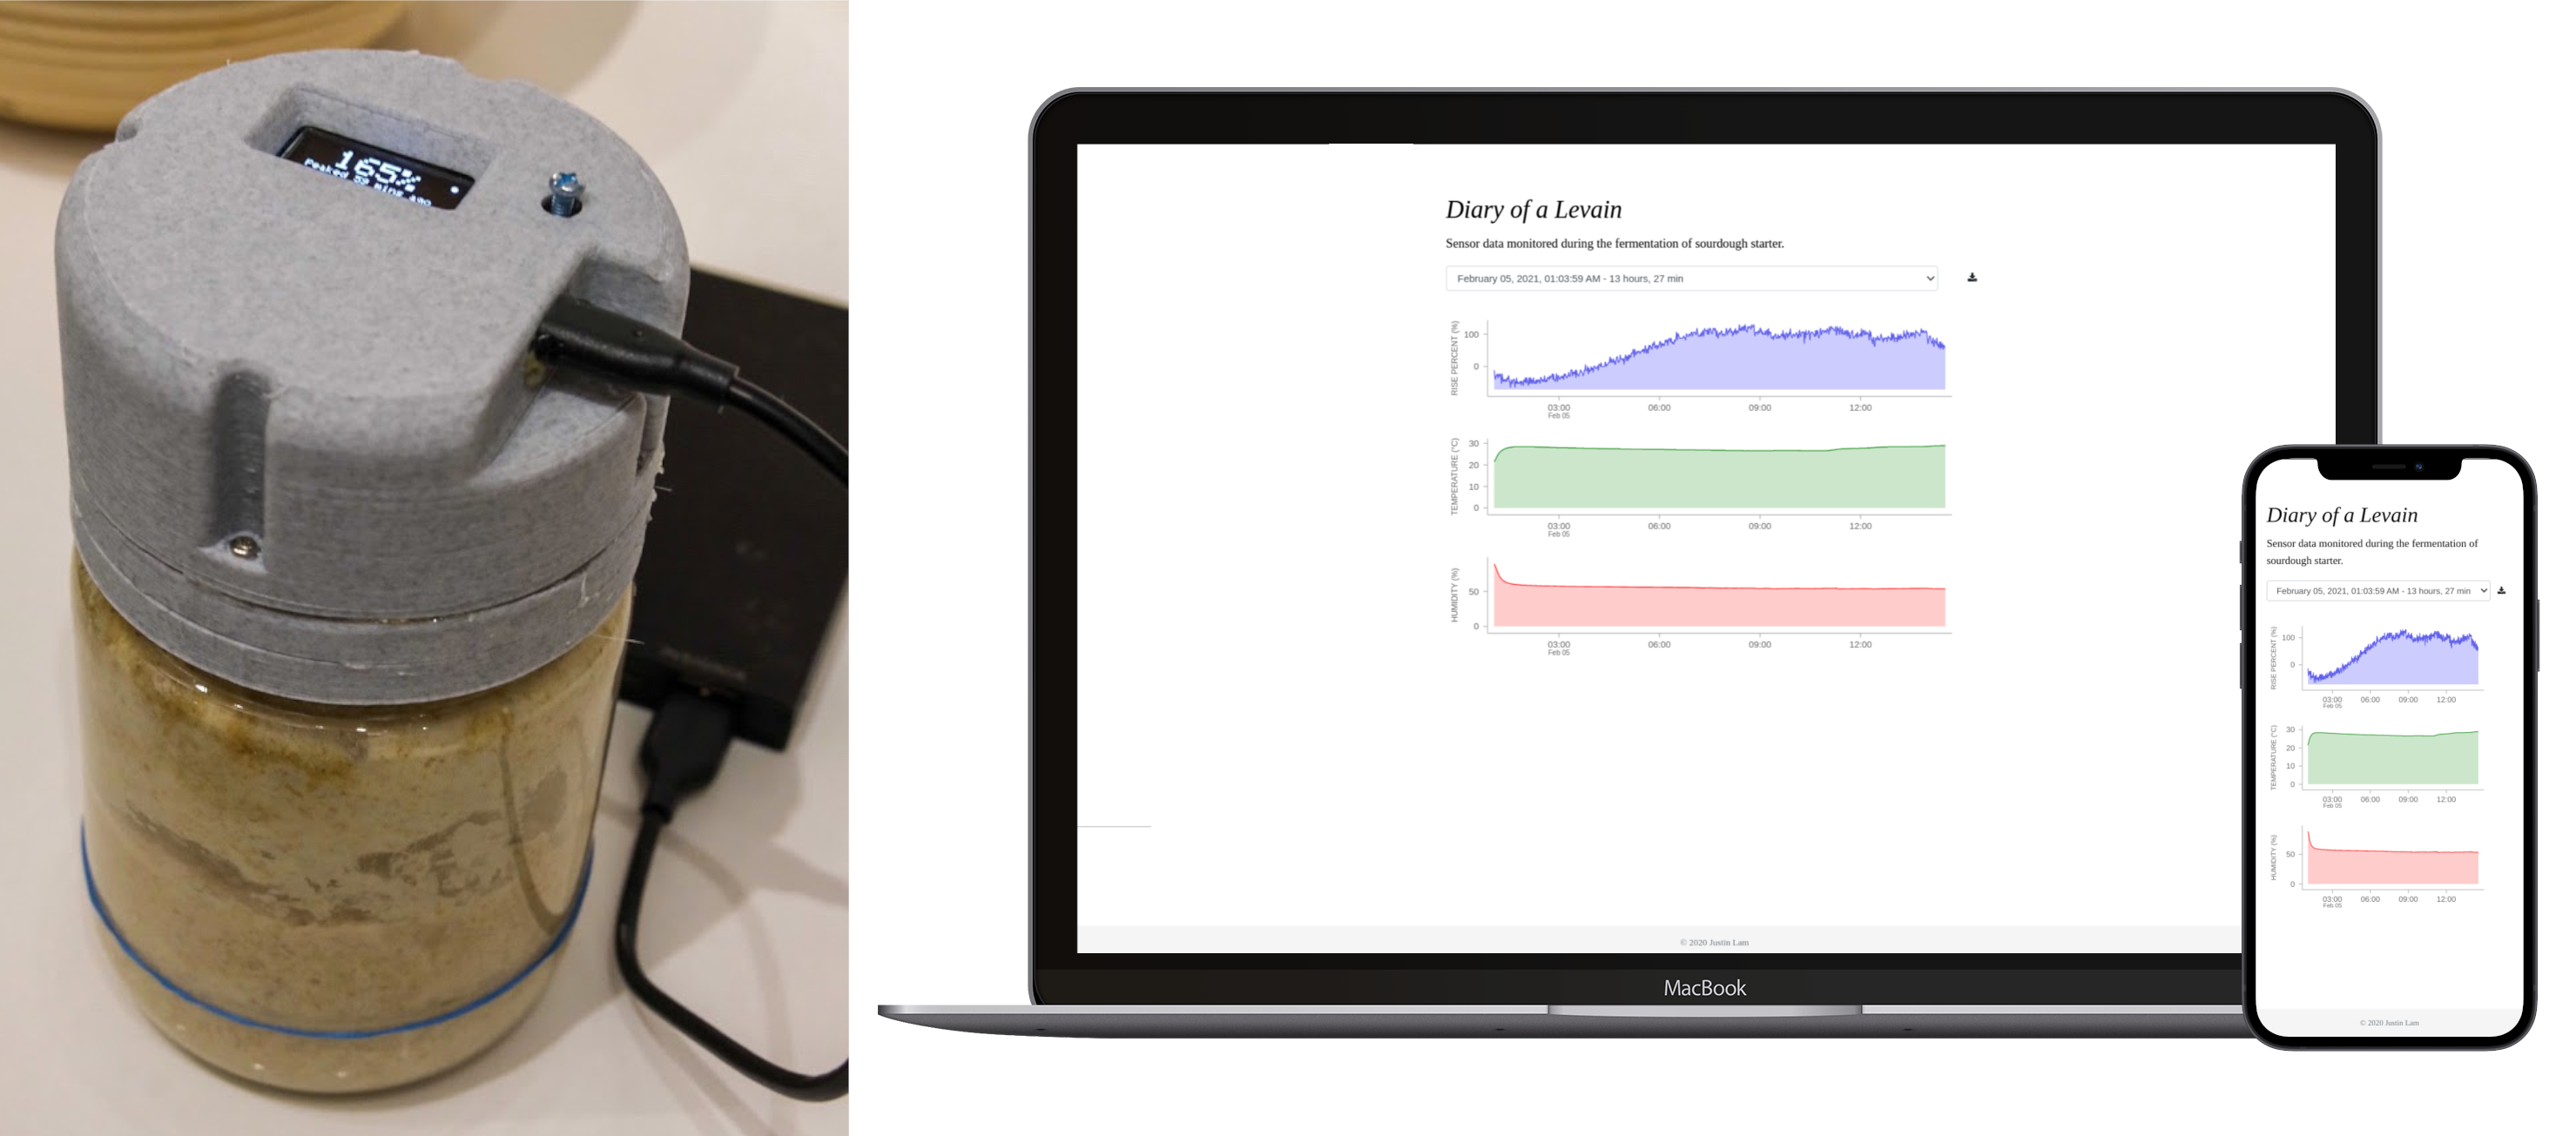 165%
Peaked 59 mins ago
Diary of a Levain
Sensor data monitored during the fermentation of sourdough starter.
February 05, 2021, 01:03:59 AM - 13 hours, 27 min
RISE PERCENT (%)
100
0
03:00 06:00 09:00 12:00
Feb 05
TEMPERATURE (°C)
30
20
10
0
03:00 06:00 09:00 12:00
Feb 05
HUMIDITY (%)
50
0
03:00 06:00 09:00 12:00
Feb 05
© 2020 Justin Lam
MacBook
Diary of a Levain
Sensor data monitored during the fermentation of
sourdough starter.
February 05, 2021, 01:03:59 AM - 13 hours, 27 min
RISE PERCENT (%)
100
0
03:00 06:00 09:00 12:00
Feb 05
TEMPERATURE (°C)
30
20
10
0
03:00 06:00 09:00 12:00
Feb 05
HUMIDITY (%)
50
0
03:00 06:00 09:00 12:00
Feb 05
© 2020 Justin Lam